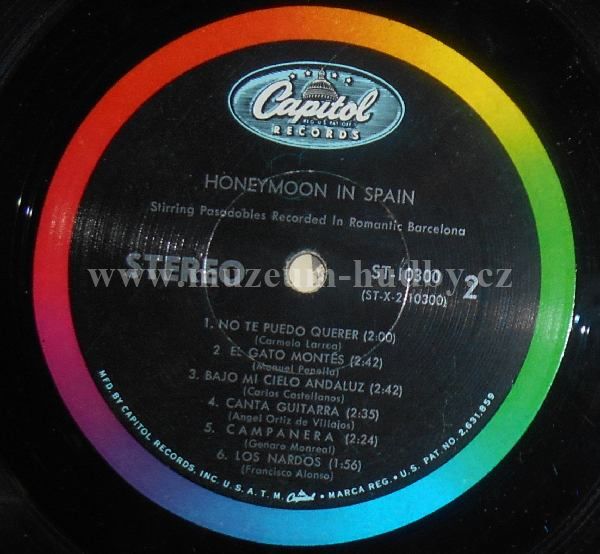 Capitol
REG. U.S. PAT. OFF.
RECORDS
HONEYMOON IN SPAIN
Stirring Pasadobles Recorded In Romantic Barcelona
STEREO
ST-10300
(ST-X-2-10300)
2
www.muzeum-hudby.cz
1. NO TE PUEDO QUERER (2:00)
(Carmelo Larrea)
2. EL GATO MONTÉS (2:42)
(Manuel Penella)
3. BAJO MI CIELO ANDALUZ (2:42)
(Carlos Castellanos)
4. CANTA GUITARRA (2:35)
(Angel Ortiz de Villajos)
5. CAMPANERA (2:24)
(Genaro Monreal)
6. LOS NARDOS (1:56)
(Francisco Alonso)
MFD. BY CAPITOL RECORDS, INC. U.S.A. T.M. Capitol • MARCA REG. • U.S. PAT. NO. 2,631,859